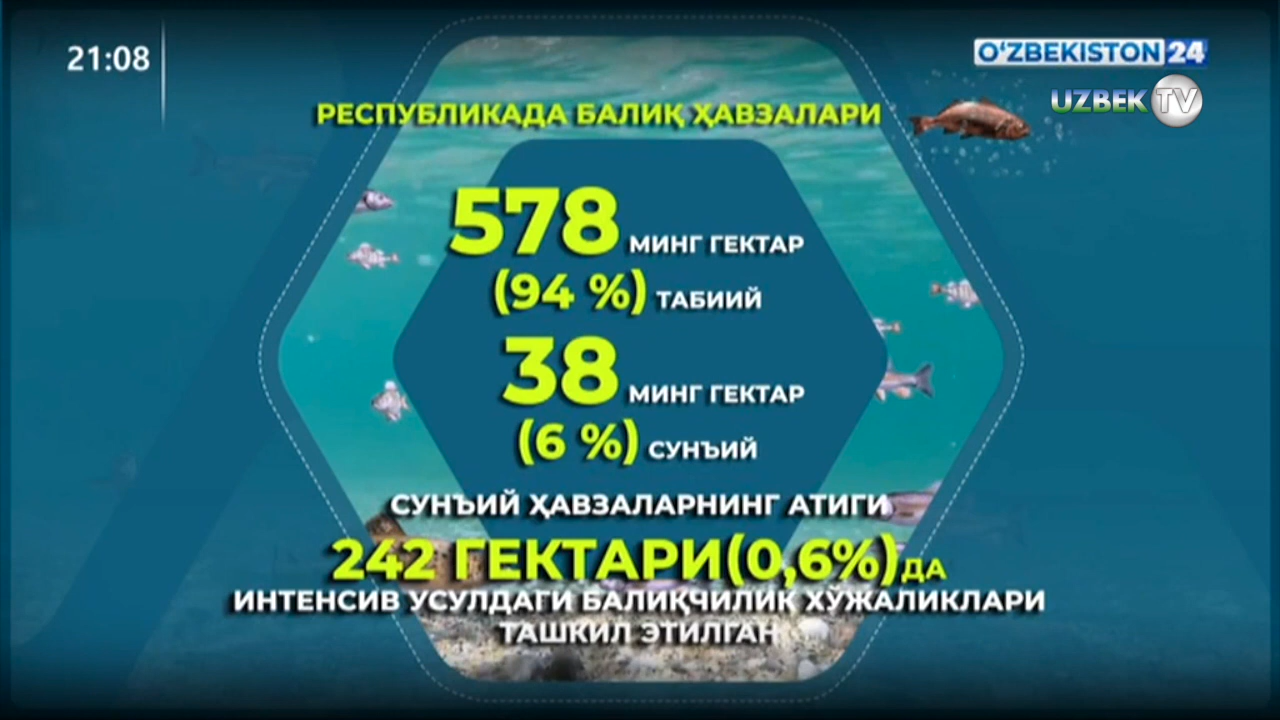 21:08
O‘ZBEKISTON 24
UZBEK TV
РЕСПУБЛИКАДА БАЛИҚ ҲАВЗАЛАРИ
578 МИНГ ГЕКТАР
(94 %) ТАБИИЙ
38 МИНГ ГЕКТАР
(6 %) СУНЪИЙ
СУНЪИЙ ҲАВЗАЛАРНИНГ АТИГИ
242 ГЕКТАРИ(0,6%)ДА
ИНТЕНСИВ УСУЛДАГИ БАЛИҚЧИЛИК ХЎЖАЛИКЛАРИ
ТАШКИЛ ЭТИЛГАН